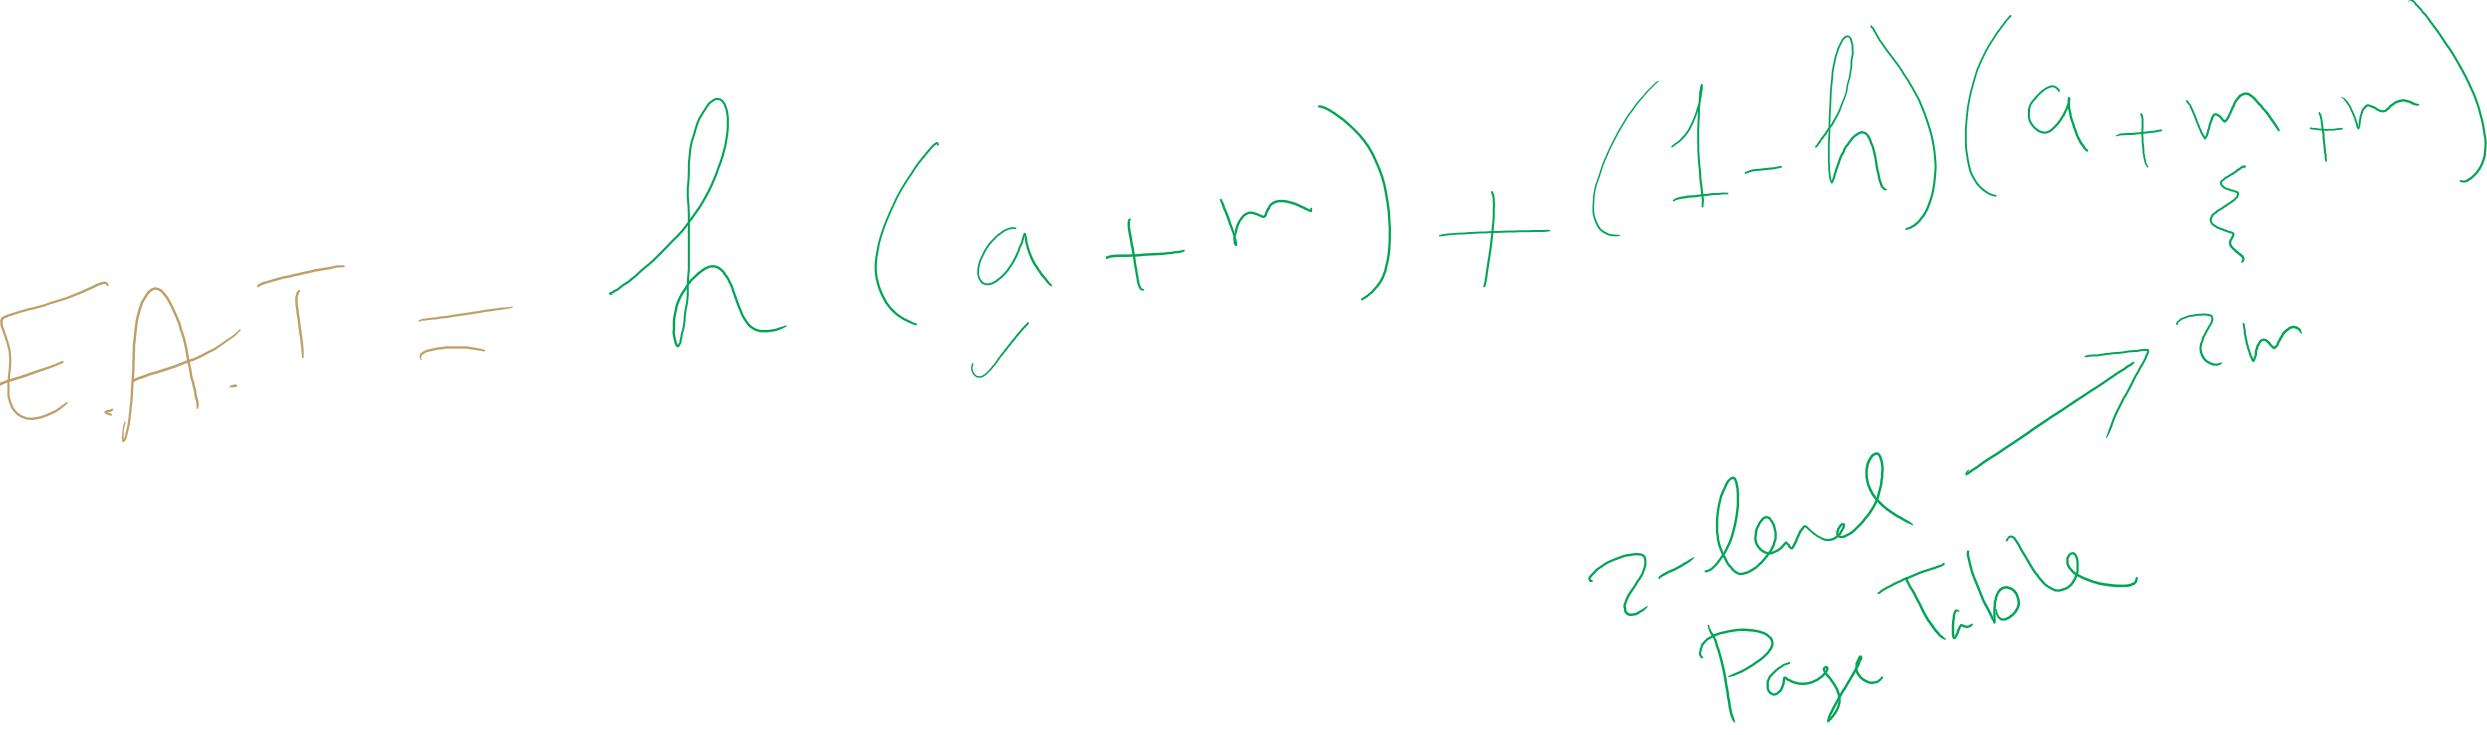 E.A.T = h (a + m) + (1 - h) (a + m + m)
2m
2-level
Page Table